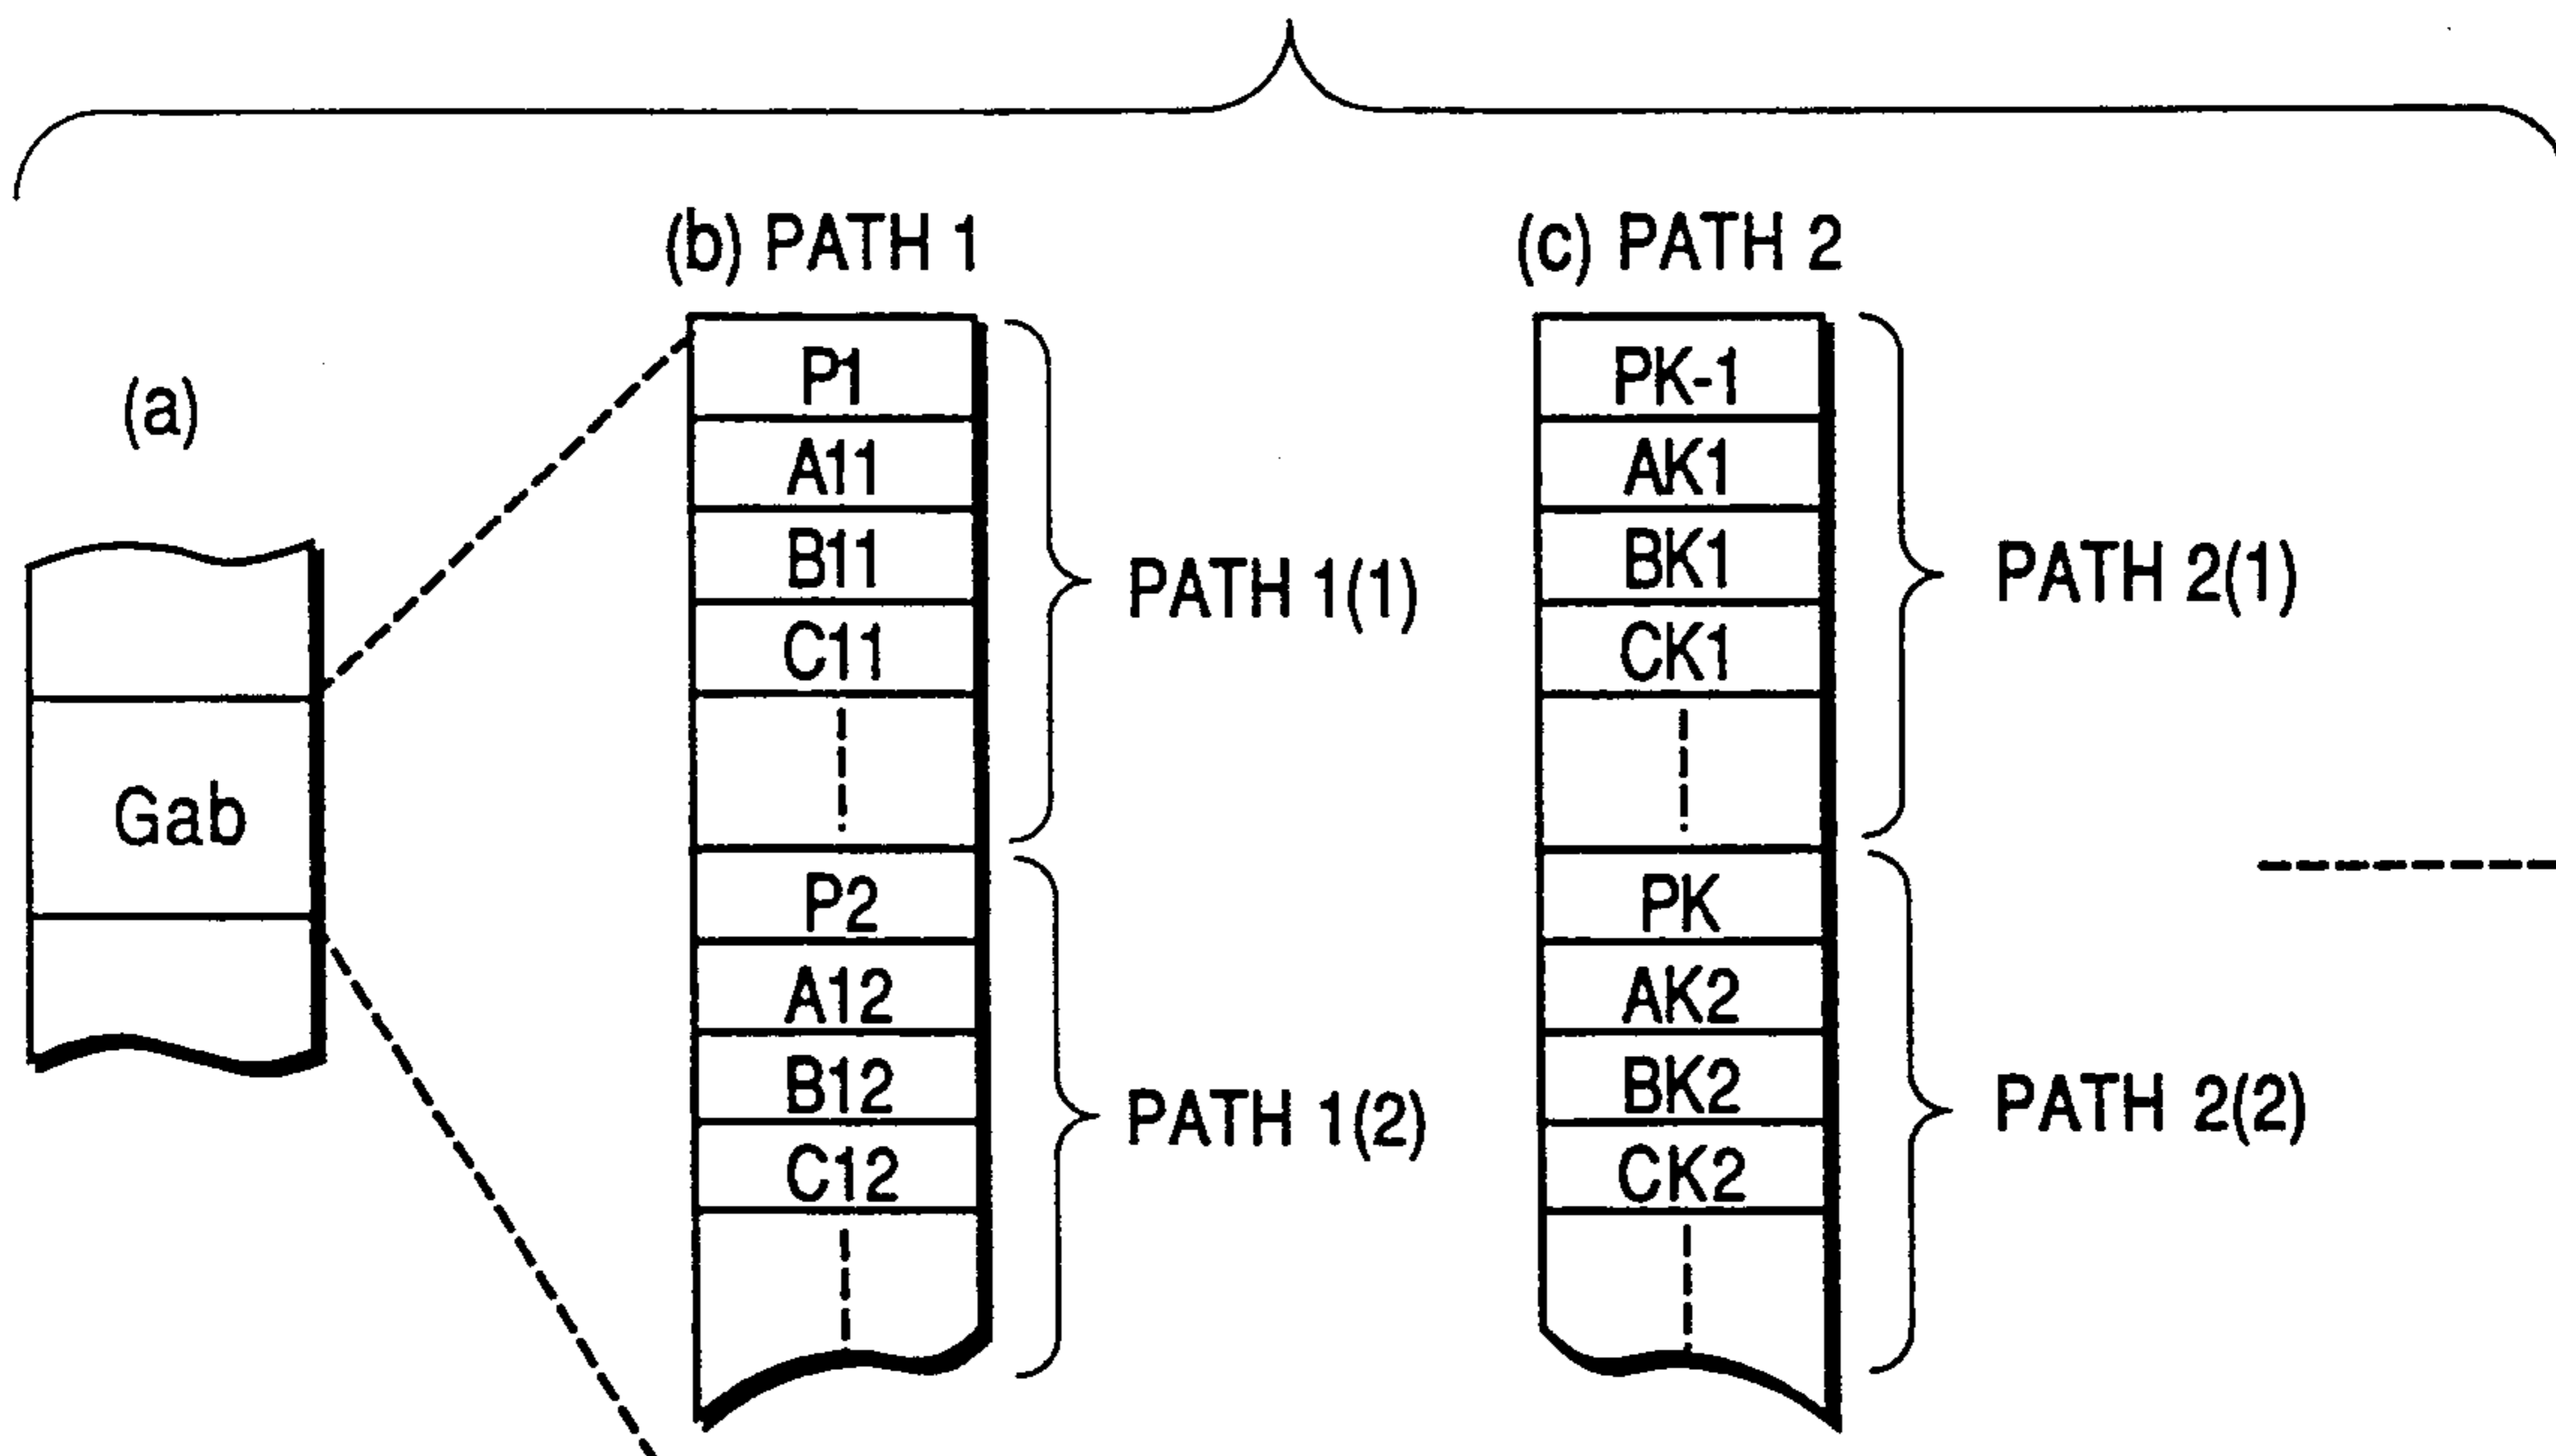 (a)
Gab
(b) PATH 1
P1
A11
B11
C11
PATH 1(1)
P2
A12
B12
C12
PATH 1(2)
(c) PATH 2
PK-1
AK1
BK1
CK1
PATH 2(1)
PK
AK2
BK2
CK2
PATH 2(2)